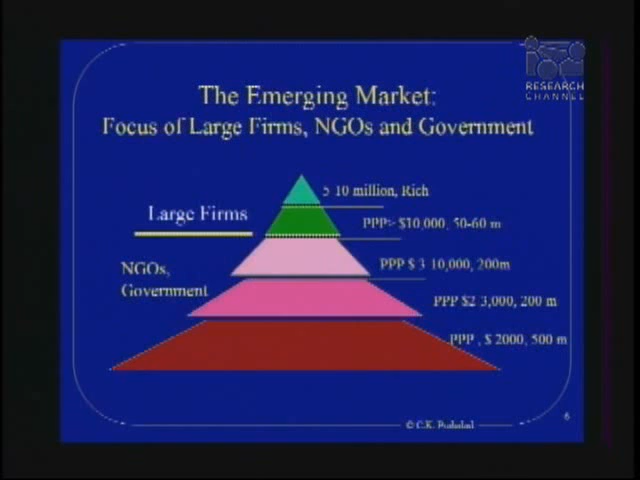 RESEARCH
CHANNEL
The Emerging Market:
Focus of Large Firms, NGOs and Government
5 10 million, Rich
Large Firms
PPP> $10,000, 50-60 m
PPP $ 3 10,000, 200m
NGOs,
Government
PPP $2 3,000, 200 m
PPP , $ 2000, 500 m
© C.K. Prahalad
6